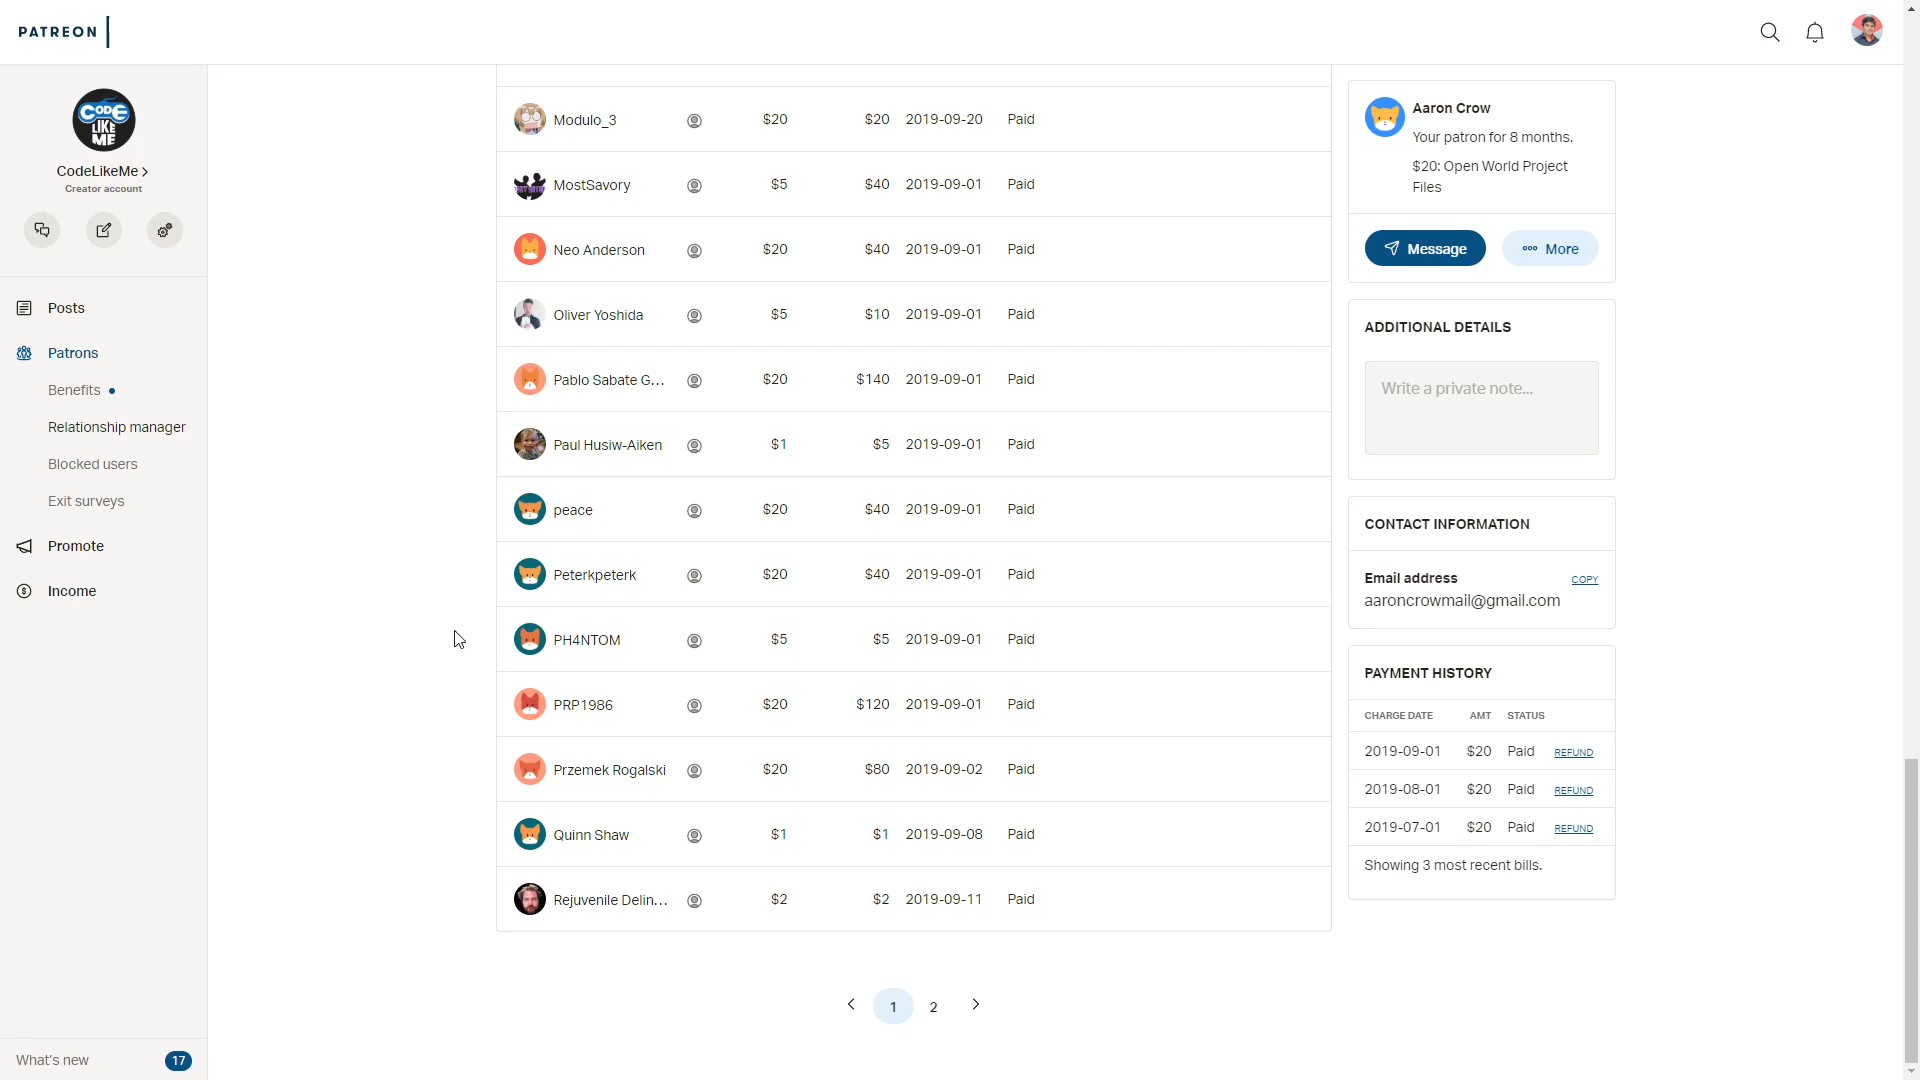 PATREON
CODE
LIKE
ME
CodeLikeMe
Creator account
Posts
Patrons
Benefits
Relationship manager
Blocked users
Exit surveys
Promote
Income
What's new 17
Modulo_3 $20 $20 2019-09-20 Paid
MostSavory $5 $40 2019-09-01 Paid
Neo Anderson $20 $40 2019-09-01 Paid
Oliver Yoshida $5 $10 2019-09-01 Paid
Pablo Sabate G... $20 $140 2019-09-01 Paid
Paul Husiw-Aiken $1 $5 2019-09-01 Paid
peace $20 $40 2019-09-01 Paid
Peterkpeterk $20 $40 2019-09-01 Paid
PH4NTOM $5 $5 2019-09-01 Paid
PRP1986 $20 $120 2019-09-01 Paid
Przemek Rogalski $20 $80 2019-09-02 Paid
Quinn Shaw $1 $1 2019-09-08 Paid
Rejuvenile Delin... $2 $2 2019-09-11 Paid
1 2
Aaron Crow
Your patron for 8 months.
$20: Open World Project
Files
Message More
ADDITIONAL DETAILS
Write a private note...
CONTACT INFORMATION
Email address COPY
aaroncrowmail@gmail.com
PAYMENT HISTORY
CHARGE DATE AMT STATUS
2019-09-01 $20 Paid REFUND
2019-08-01 $20 Paid REFUND
2019-07-01 $20 Paid REFUND
Showing 3 most recent bills.